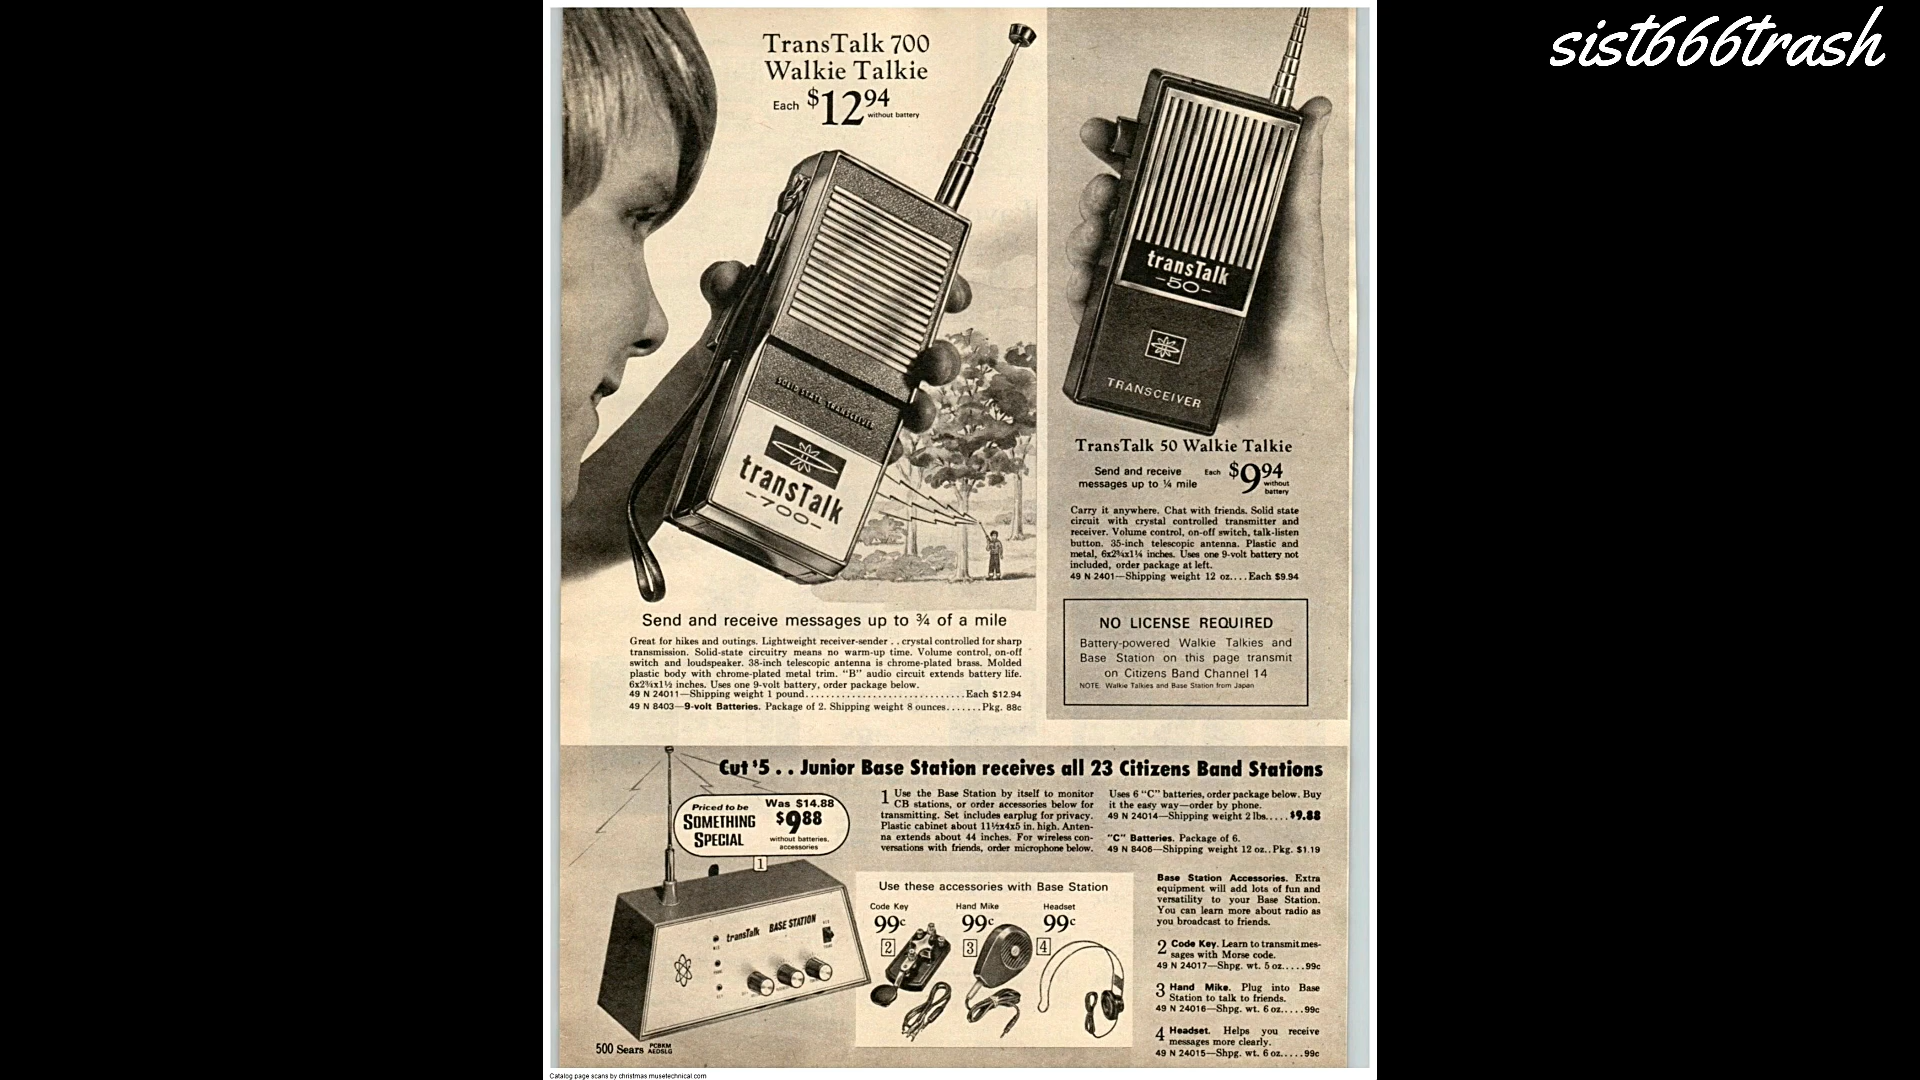 sist666trash
TransTalk 700
Walkie Talkie
Each $12.94
without battery
SOLID STATE TRANSCEIVER
transTalk
-700-
Send and receive messages up to ¾ of a mile
Great for hikes and outings. Lightweight receiver-sender . . crystal controlled for sharp
transmission. Solid-state circuitry means no warm-up time. Volume control, on-off
switch and loudspeaker. 38-inch telescopic antenna is chrome-plated brass. Molded
plastic body with chrome-plated metal trim. "B" audio circuit extends battery life.
6x2¾x1½ inches. Uses one 9-volt battery, order package below.
49 N 24011—Shipping weight 1 pound............................Each $12.94
49 N 8403—9-volt Batteries. Package of 2. Shipping weight 8 ounces.......Pkg. 88c
transTalk
-50-
TRANSCEIVER
TransTalk 50 Walkie Talkie
Send and receive
messages up to ¼ mile
Each $9.94
without
battery
Carry it anywhere. Chat with friends. Solid state
circuit with crystal controlled transmitter and
receiver. Volume control, on-off switch, talk-listen
button. 35-inch telescopic antenna. Plastic and
metal, 6x2¾x1¼ inches. Uses one 9-volt battery not
included, order package at left.
49 N 2401—Shipping weight 12 oz....Each $9.94
NO LICENSE REQUIRED
Battery-powered Walkie Talkies and
Base Station on this page transmit
on Citizens Band Channel 14
NOTE: Walkie Talkies and Base Station from Japan
Cut $5 . . Junior Base Station receives all 23 Citizens Band Stations
Priced to be
SOMETHING
SPECIAL
Was $14.88
$9.88
without batteries,
accessories
1
transTalk BASE STATION
1 Use the Base Station by itself to monitor
CB stations, or order accessories below for
transmitting. Set includes earplug for privacy.
Plastic cabinet about 11½x4x5 in. high. Anten-
na extends about 44 inches. For wireless con-
versations with friends, order microphone below.
Uses 6 "C" batteries, order package below. Buy
it the easy way—order by phone.
49 N 24014—Shipping weight 2 lbs.....$9.88
"C" Batteries. Package of 6.
49 N 8406—Shipping weight 12 oz..Pkg. $1.19
Use these accessories with Base Station
Code Key
99c
2
Hand Mike
99c
3
Headset
99c
4
Base Station Accessories. Extra
equipment will add lots of fun and
versatility to your Base Station.
You can learn more about radio as
you broadcast to friends.
2 Code Key. Learn to transmit mes-
sages with Morse code.
49 N 24017—Shpg. wt. 5 oz.....99c
3 Hand Mike. Plug into Base
Station to talk to friends.
49 N 24016—Shpg. wt. 6 oz.....99c
4 Headset. Helps you receive
messages more clearly.
49 N 24015—Shpg. wt. 6 oz.....99c
500 Sears PCBKM
AEDSLG
Catalog page scans by christmas.musetechnical.com